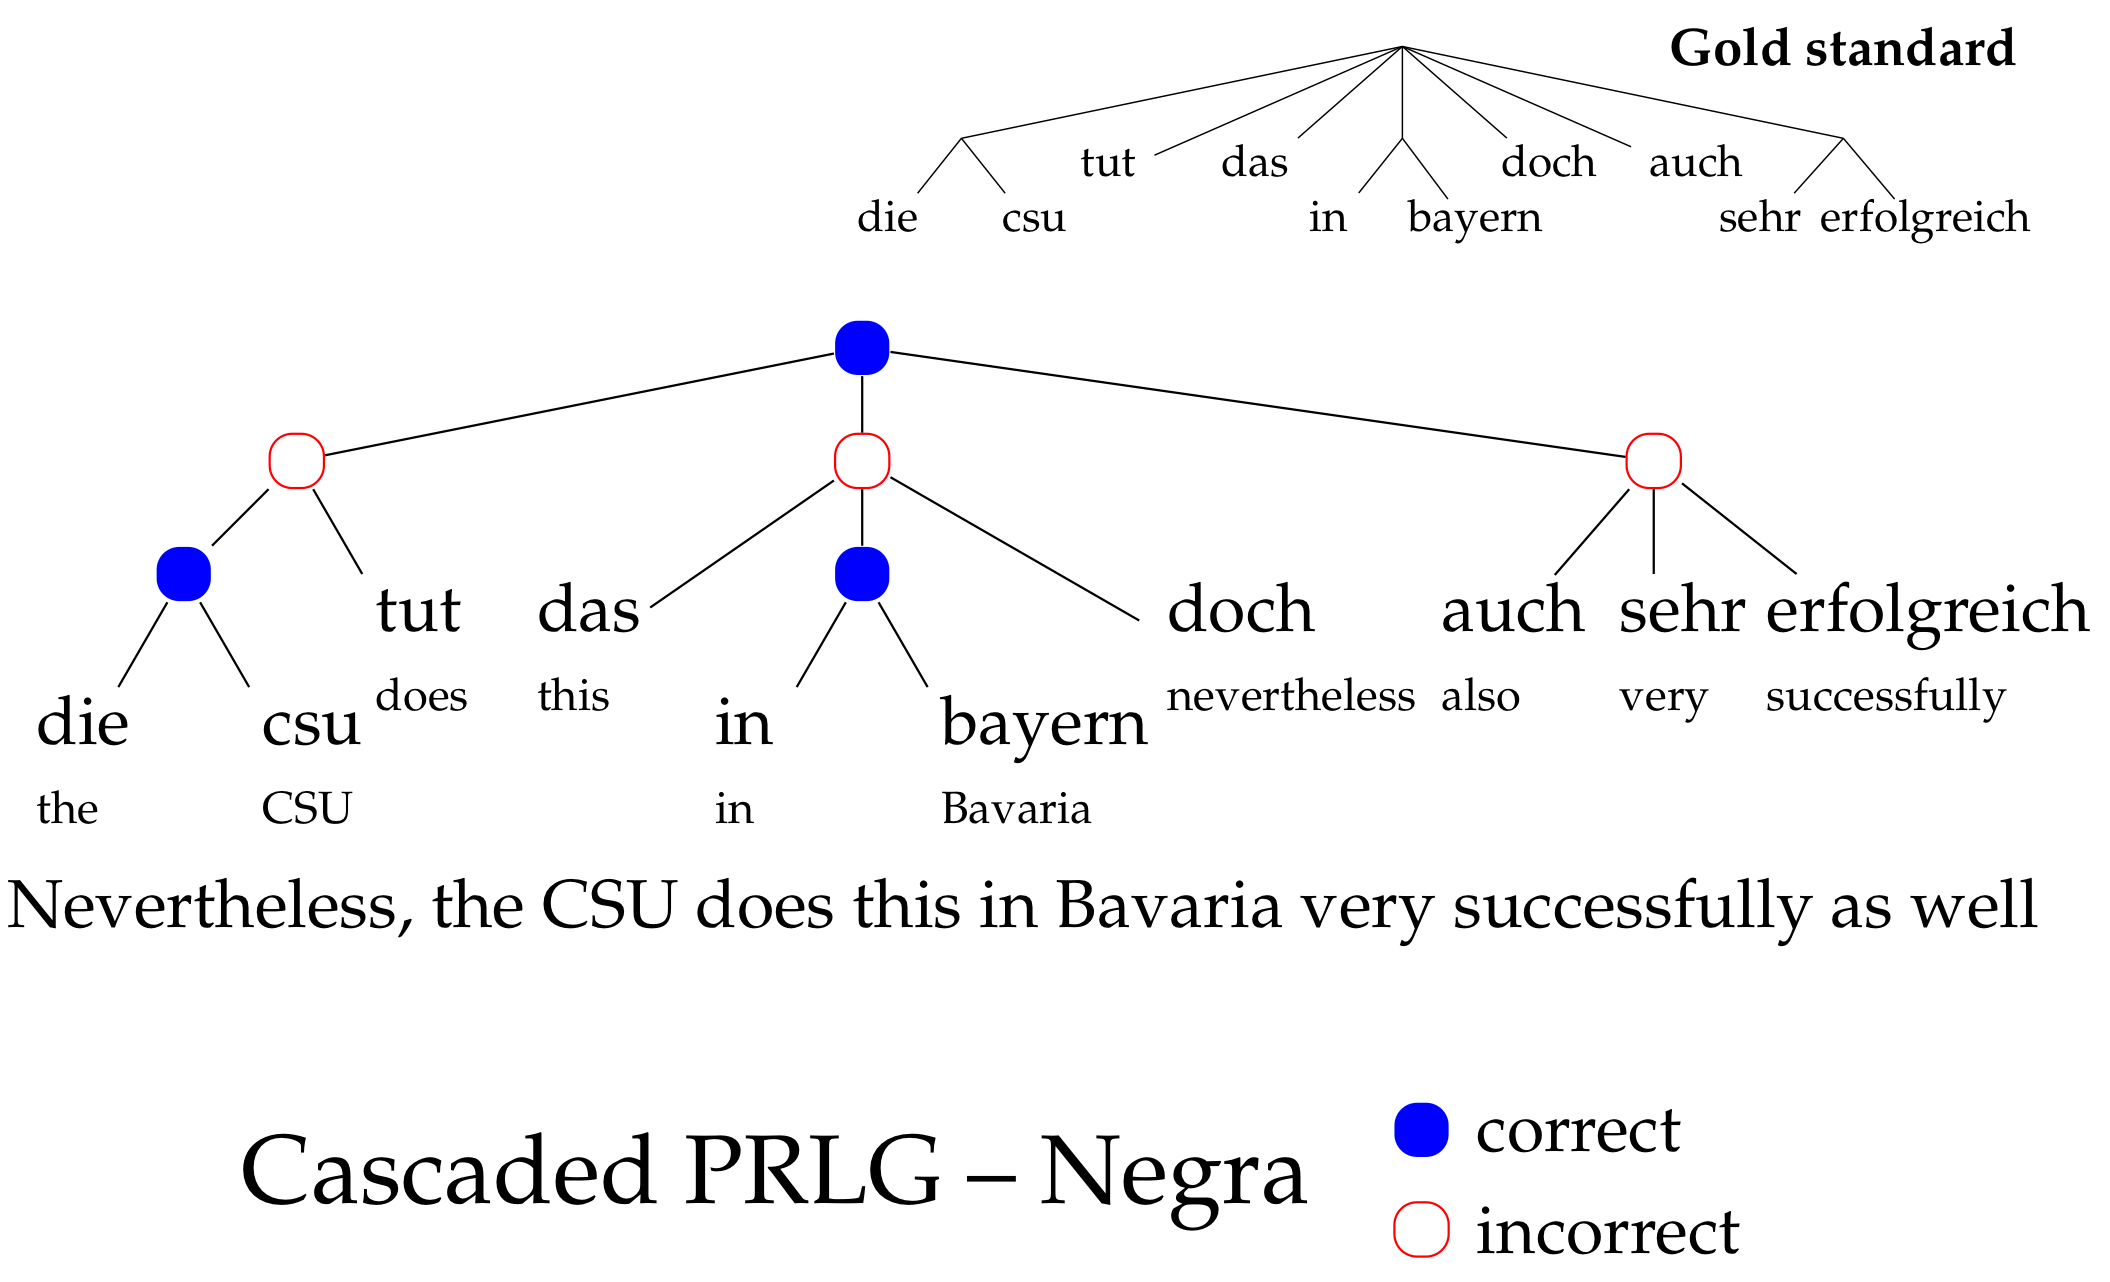 Gold standard
tut das doch auch
die csu in bayern sehr erfolgreich
tut das doch auch sehr erfolgreich
does this nevertheless also very successfully
die csu in bayern
the CSU in Bavaria
Nevertheless, the CSU does this in Bavaria very successfully as well
Cascaded PRLG – Negra
correct
incorrect